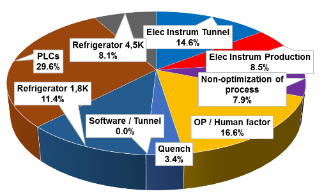 Elec Instrum Tunnel
14.6%
Elec Instrum Production
8.5%
Non-optimization of
process
7.9%
OP / Human factor
16.6%
Quench
3.4%
Software / Tunnel
0.0%
Refrigerator 1,8K
11.4%
PLCs
29.6%
Refrigerator 4,5K
8.1%